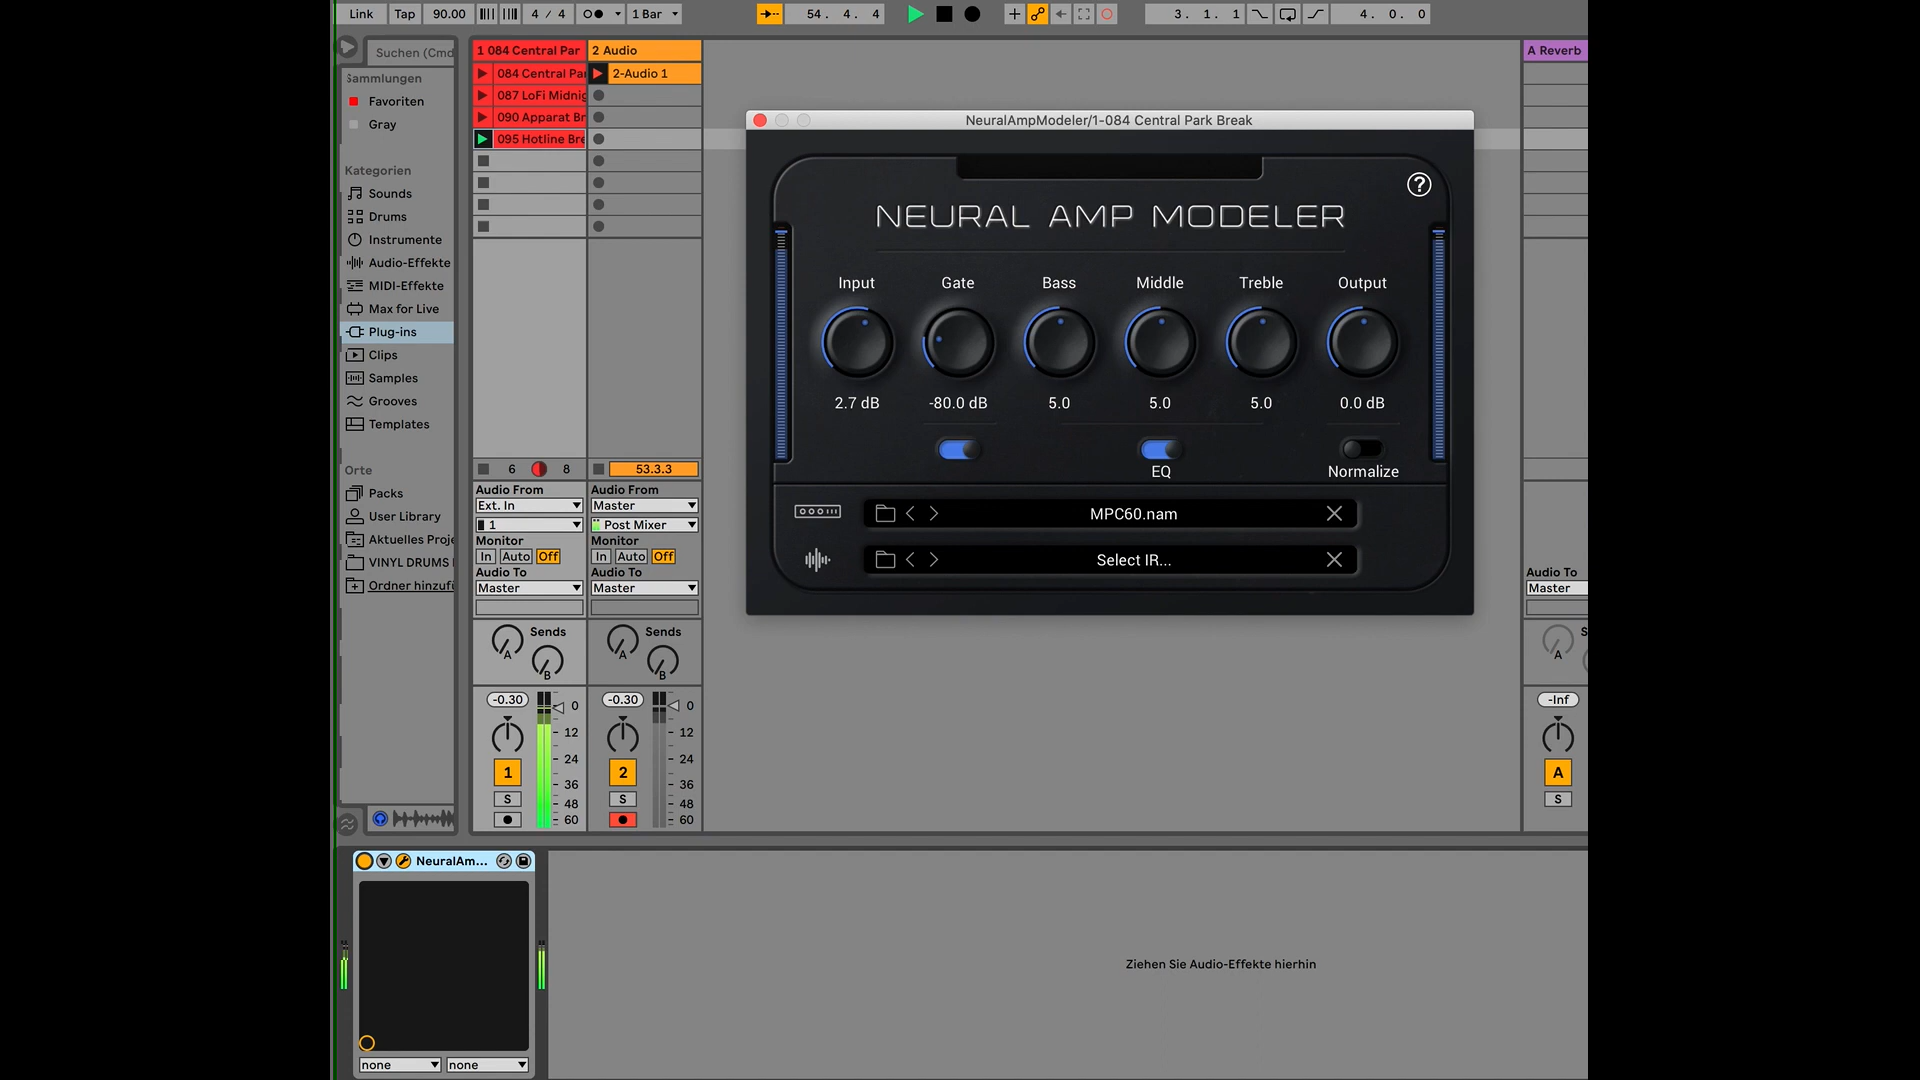 Link Tap 90.00 4 / 4 1 Bar 54. 4. 4 3. 1. 1 4. 0. 0
Suchen (Cmd
Sammlungen
Favoriten
Gray
Kategorien
Sounds
Drums
Instrumente
Audio-Effekte
MIDI-Effekte
Max for Live
Plug-ins
Clips
Samples
Grooves
Templates
Orte
Packs
User Library
Aktuelles Proje
VINYL DRUMS
Ordner hinzufü
1 084 Central Par
084 Central Par
087 LoFi Midnig
090 Apparat Br
095 Hotline Bre
6 8
Audio From
Ext. In
1
Monitor
In Auto Off
Audio To
Master
Sends
A
B
-0.30
0
12
24
36
48
60
1
S
2 Audio
2-Audio 1
53.3.3
Audio From
Master
Post Mixer
Monitor
In Auto Off
Audio To
Master
Sends
A
B
-0.30
0
12
24
36
48
60
2
S
NeuralAmpModeler/1-084 Central Park Break
?
NEURAL AMP MODELER
Input Gate Bass Middle Treble Output
2.7 dB -80.0 dB 5.0 5.0 5.0 0.0 dB
EQ Normalize
MPC60.nam
Select IR...
A Reverb
Audio To
Master
S
A
-Inf
A
S
NeuralAm...
none none
Ziehen Sie Audio-Effekte hierhin